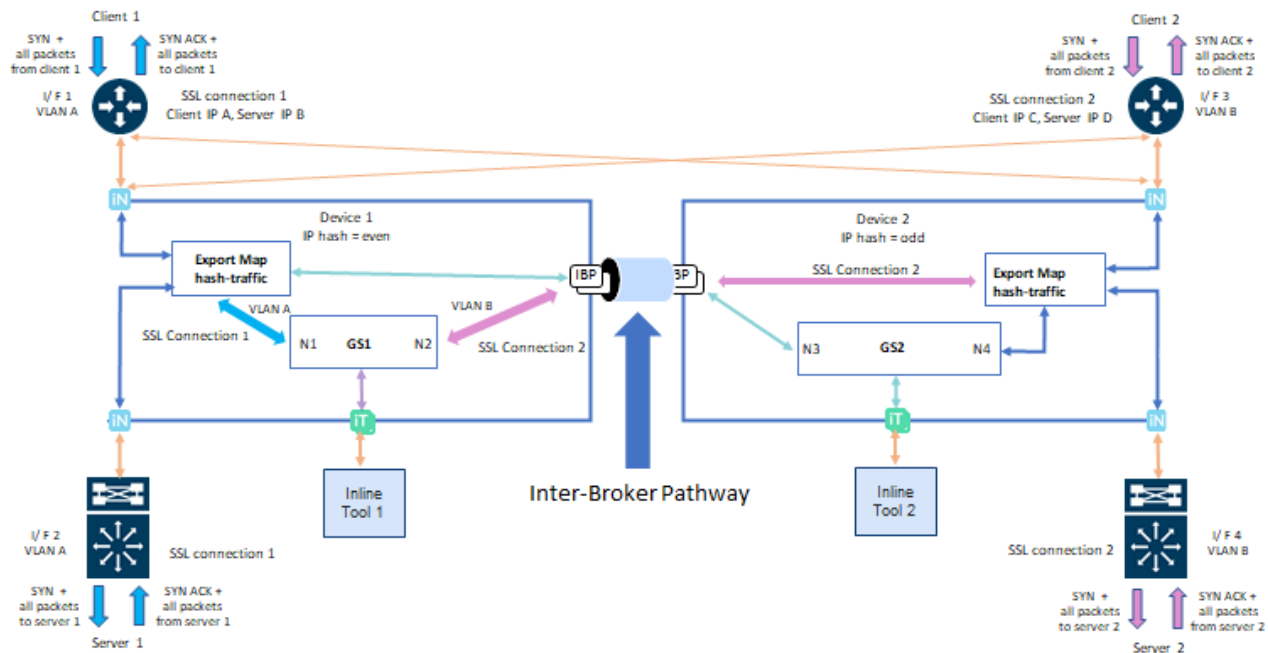 Client 1
SYN +
all packets
from client 1
SYN ACK +
all packets
to client 1
I/ F 1
VLAN A
SSL connection 1
Client IP A, Server IP B
Client 2
SYN +
all packets
from client 2
SYN ACK +
all packets
to client 2
SSL connection 2
Client IP C, Server IP D
I/ F 3
VLAN B
iN
iN
Device 1
IP hash = even
Device 2
IP hash = odd
Export Map
hash-traffic
IBP
BP
SSL Connection 2
Export Map
hash-traffic
VLAN A
VLAN B
SSL Connection 1
N1
GS1
N2
SSL Connection 2
N3
GS2
N4
iN
iT
iT
iN
Inline
Tool 1
Inter-Broker Pathway
Inline
Tool 2
I/ F 2
VLAN A
SSL connection 1
SSL connection 2
I/ F 4
VLAN B
SYN +
all packets
to server 1
SYN ACK +
all packets
from server 1
Server 1
SYN +
all packets
to server 2
SYN ACK +
all packets
from server 2
Server 2